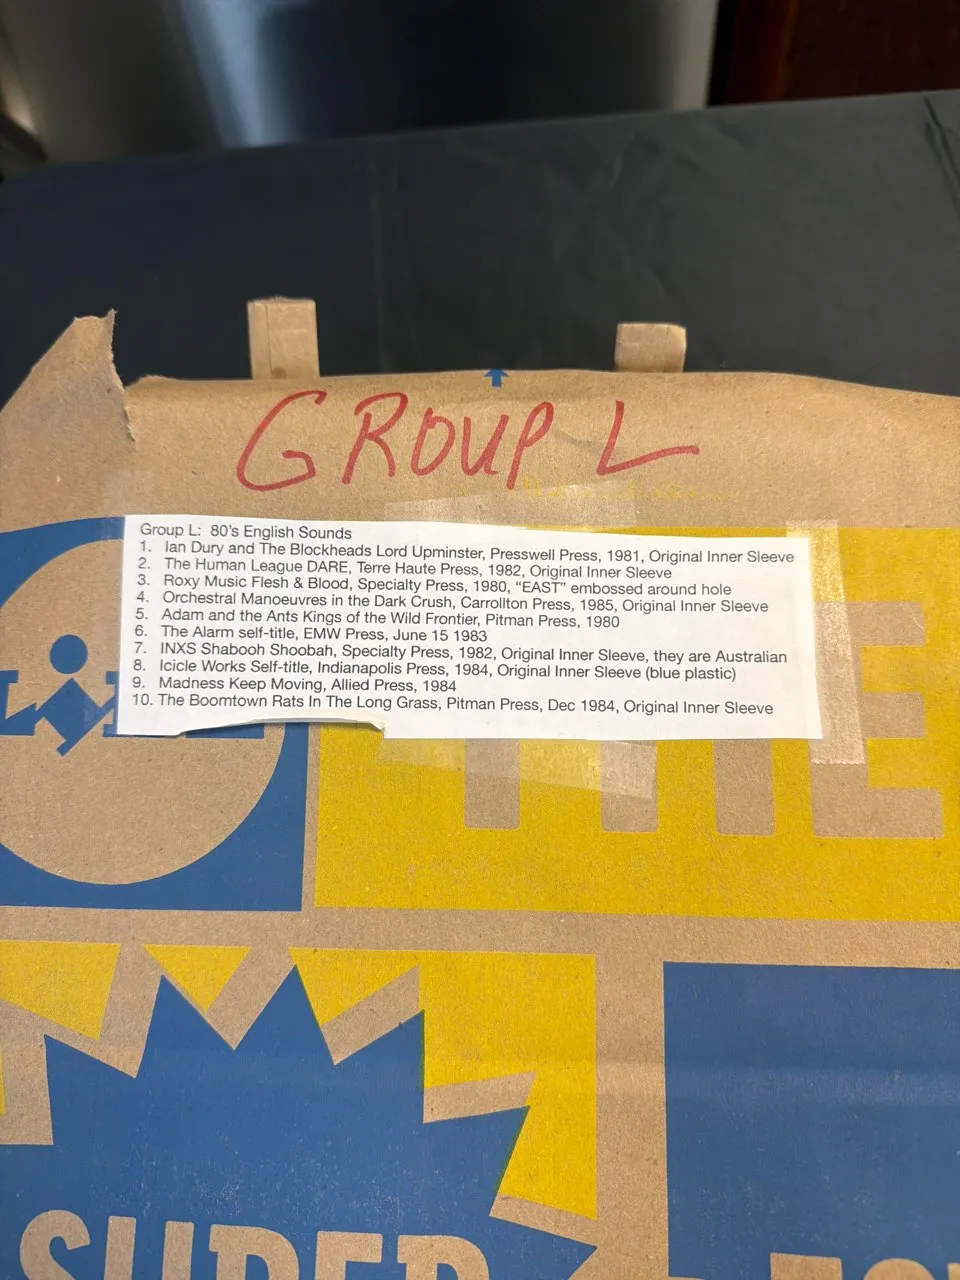 GROUP L
Group L: 80's English Sounds
1. Ian Dury and The Blockheads Lord Upminster, Presswell Press, 1981, Original Inner Sleeve
2. The Human League DARE, Terre Haute Press, 1982, Original Inner Sleeve
3. Roxy Music Flesh & Blood, Specialty Press, 1980, “EAST” embossed around hole
4. Orchestral Manoeuvres in the Dark Crush, Carrollton Press, 1985, Original Inner Sleeve
5. Adam and the Ants Kings of the Wild Frontier, Pitman Press, 1980
6. The Alarm self-title, EMW Press, June 15 1983
7. INXS Shabooh Shoobah, Specialty Press, 1982, Original Inner Sleeve, they are Australian
8. Icicle Works Self-title, Indianapolis Press, 1984, Original Inner Sleeve (blue plastic)
9. Madness Keep Moving, Allied Press, 1984
10. The Boomtown Rats In The Long Grass, Pitman Press, Dec 1984, Original Inner Sleeve
THE
SUPER